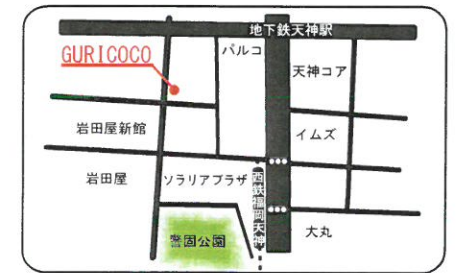 地下鉄天神駅
GURICOCO
パルコ
天神コア
岩田屋新館
イムズ
岩田屋
ソラリアプラザ
西鉄福岡天神
警固公園
大丸